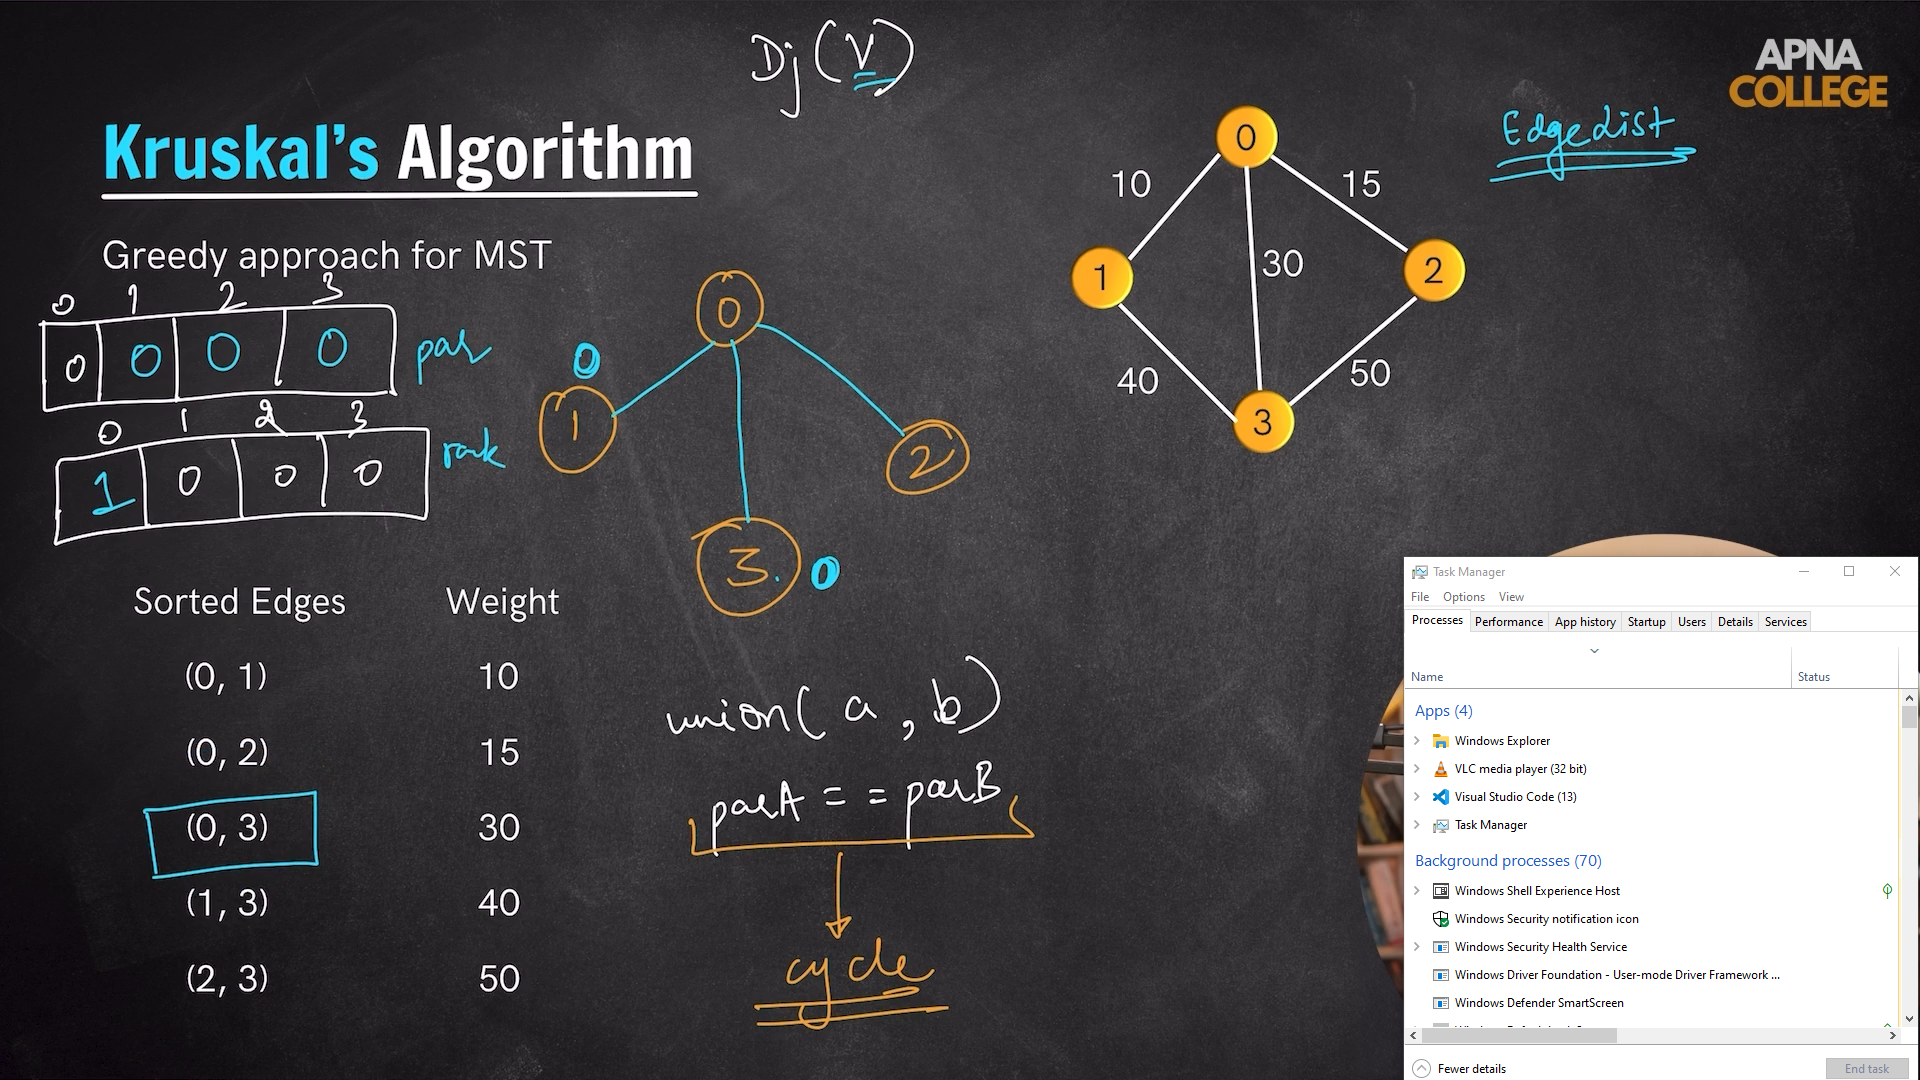 Dj(V)
APNA
COLLEGE
Kruskal's Algorithm
Edgelist
Greedy approach for MST
0 1 2 3
0 0 0 0 par
0 1 2 3
1 0 0 0 rank
0
0
1
2
3
0
0
10
15
1
30
2
40
50
3
Sorted Edges Weight
(0, 1) 10
(0, 2) 15
(0, 3) 30
(1, 3) 40
(2, 3) 50
union(a, b)
parA == parB
cycle
Task Manager
File Options View
Processes Performance App history Startup Users Details Services
Name Status
Apps (4)
Windows Explorer
VLC media player (32 bit)
Visual Studio Code (13)
Task Manager
Background processes (70)
Windows Shell Experience Host
Windows Security notification icon
Windows Security Health Service
Windows Driver Foundation - User-mode Driver Framework ...
Windows Defender SmartScreen
Fewer details End task